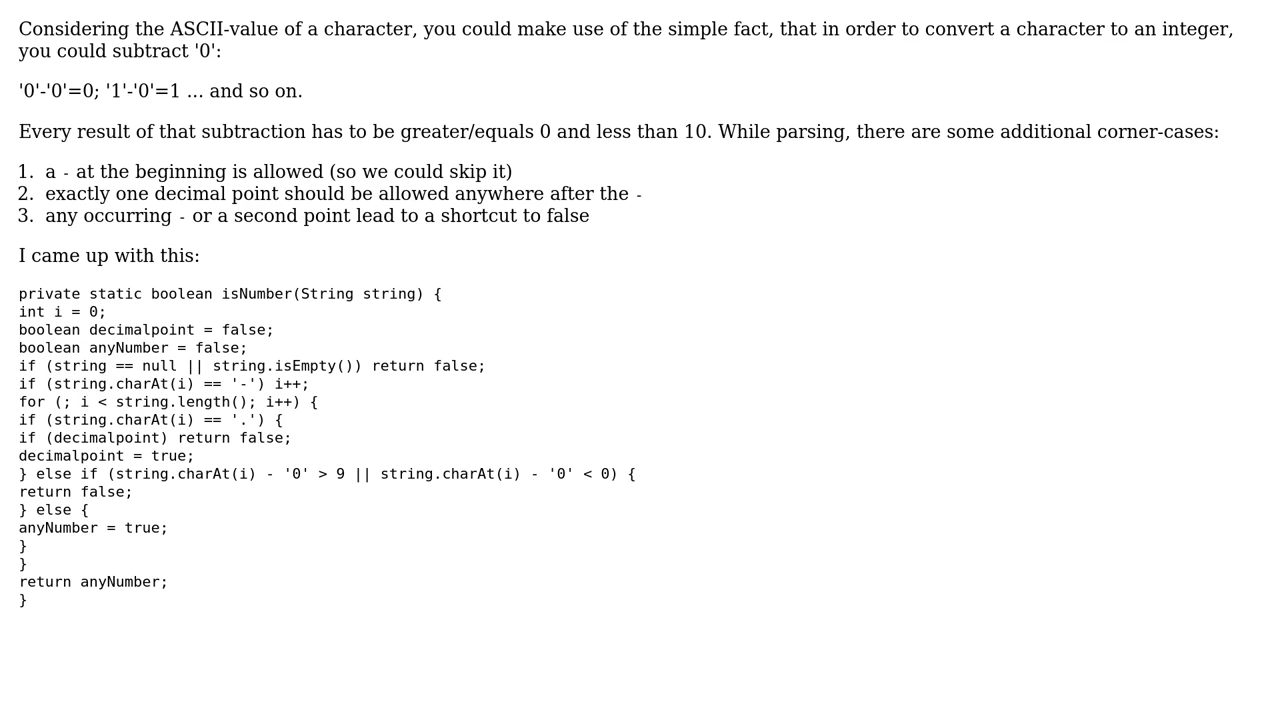 Considering the ASCII-value of a character, you could make use of the simple fact, that in order to convert a character to an integer,
you could subtract '0':
'0'-'0'=0; '1'-'0'=1 ... and so on.
Every result of that subtraction has to be greater/equals 0 and less than 10. While parsing, there are some additional corner-cases:
1. a - at the beginning is allowed (so we could skip it)
2. exactly one decimal point should be allowed anywhere after the -
3. any occurring - or a second point lead to a shortcut to false
I came up with this:
private static boolean isNumber(String string) {
int i = 0;
boolean decimalpoint = false;
boolean anyNumber = false;
if (string == null || string.isEmpty()) return false;
if (string.charAt(i) == '-') i++;
for (; i < string.length(); i++) {
if (string.charAt(i) == '.') {
if (decimalpoint) return false;
decimalpoint = true;
} else if (string.charAt(i) - '0' > 9 || string.charAt(i) - '0' < 0) {
return false;
} else {
anyNumber = true;
}
}
return anyNumber;
}